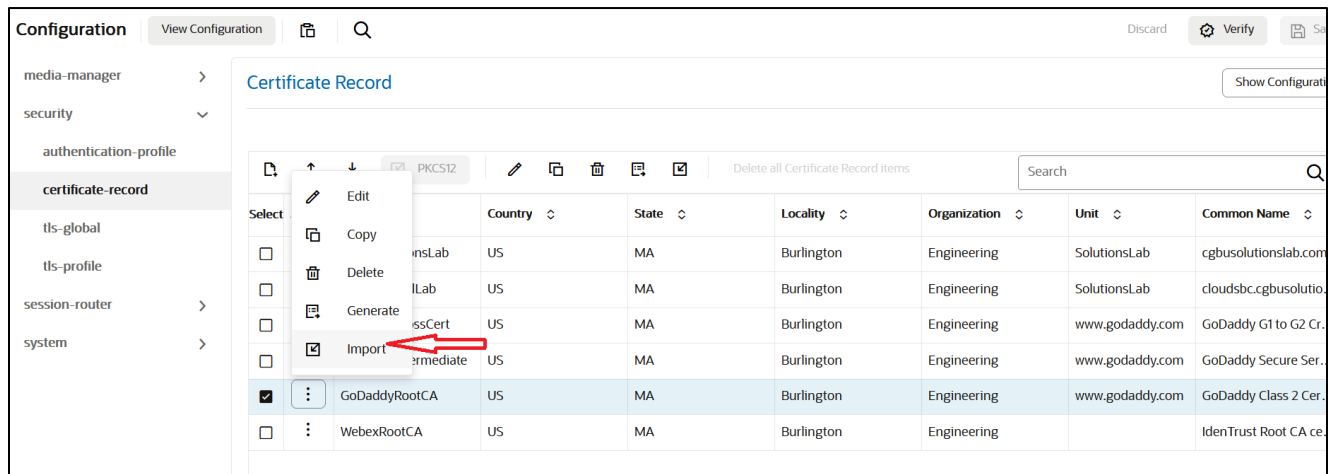 Configuration View Configuration Discard Verify Sa
media-manager
Certificate Record Show Configurati
security
authentication-profile
PKCS12 Delete all Certificate Record items Search
certificate-record
Edit
Select Country State Locality Organization Unit Common Name
tls-global
Copy
onsLab US MA Burlington Engineering SolutionsLab cgbusolutionslab.com
tls-profile
Delete
lLab US MA Burlington Engineering SolutionsLab cloudsbc.cgbusolutio..
session-router
Generate
ossCert US MA Burlington Engineering www.godaddy.com GoDaddy G1 to G2 Cr..
system
Import
ermediate US MA Burlington Engineering www.godaddy.com GoDaddy Secure Ser..
GoDaddyRootCA US MA Burlington Engineering www.godaddy.com GoDaddy Class 2 Cer..
WebexRootCA US MA Burlington Engineering IdenTrust Root CA ce..